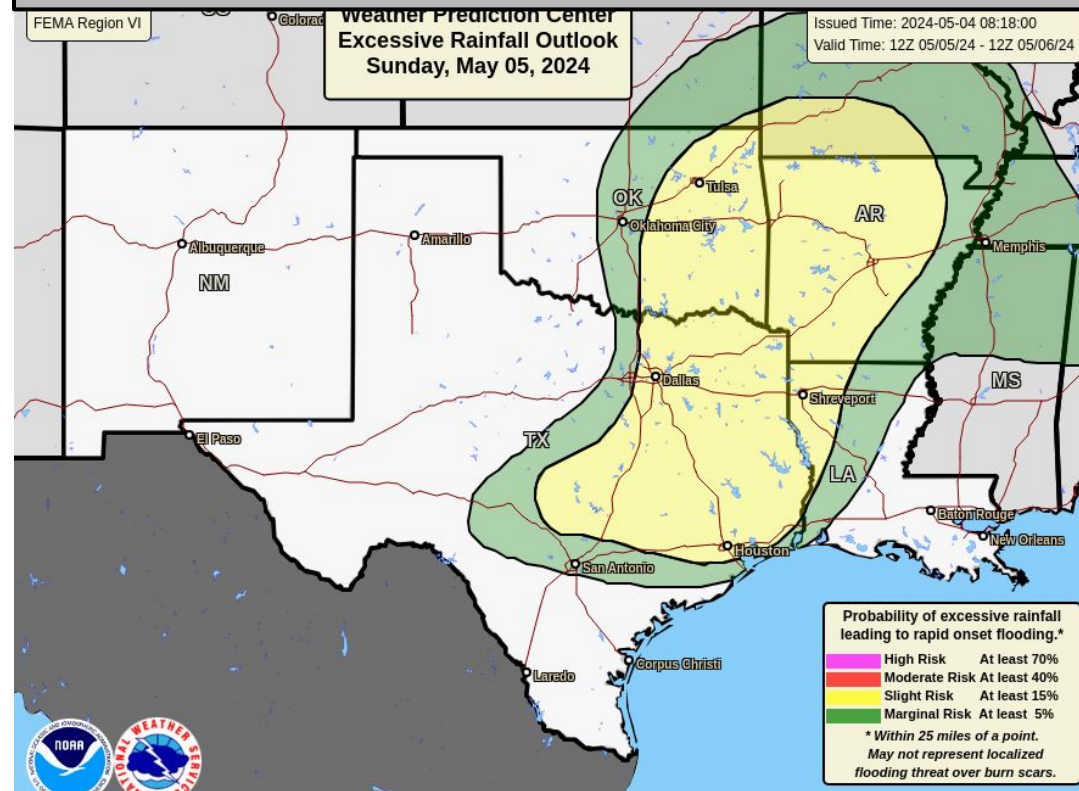 FEMA Region VI
Weather Prediction Center
Excessive Rainfall Outlook
Sunday, May 05, 2024
Issued Time: 2024-05-04 08:18:00
Valid Time: 12Z 05/05/24 - 12Z 05/06/24
Tulsa
OK
Oklahoma City
AR
Albuquerque
Amarillo
Memphis
NM
Dallas
MS
Shreveport
El Paso
TX
LA
Baton Rouge
New Orleans
Houston
San Antonio
Laredo
Corpus Christi
Probability of excessive rainfall
leading to rapid onset flooding.*
High Risk At least 70%
Moderate Risk At least 40%
Slight Risk At least 15%
Marginal Risk At least 5%
* Within 25 miles of a point.
May not represent localized
flooding threat over burn scars.
NOAA